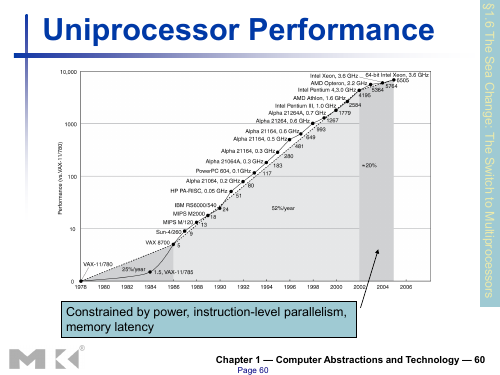 Uniprocessor Performance
§1.6 The Sea Change: The Switch to Multiprocessors
10,000
1000
100
10
0
Performance (vs. VAX-11/780)
Intel Xeon, 3.6 GHz
64-bit Intel Xeon, 3.6 GHz
6505
AMD Opteron, 2.2 GHz
5764
Intel Pentium 4,3.0 GHz
5364
4195
AMD Athlon, 1.6 GHz
2584
Intel Pentium III, 1.0 GHz
1779
Alpha 21264A, 0.7 GHz
1267
Alpha 21264, 0.6 GHz
993
Alpha 21164, 0.6 GHz
649
Alpha 21164, 0.5 GHz
481
Alpha 21164, 0.3 GHz
280
Alpha 21064A, 0.3 GHz
183
PowerPC 604, 0.1GHz
117
Alpha 21064, 0.2 GHz
80
HP PA-RISC, 0.05 GHz
51
IBM RS6000/540
24
MIPS M2000
18
MIPS M/120
13
Sun-4/260
9
VAX 8700
5
VAX-11/780
25%/year
1.5, VAX-11/785
52%/year
~20%
1978 1980 1982 1984 1986 1988 1990 1992 1994 1996 1998 2000 2002 2004 2006
Constrained by power, instruction-level parallelism,
memory latency
MK®
Chapter 1 — Computer Abstractions and Technology — 60
Page 60